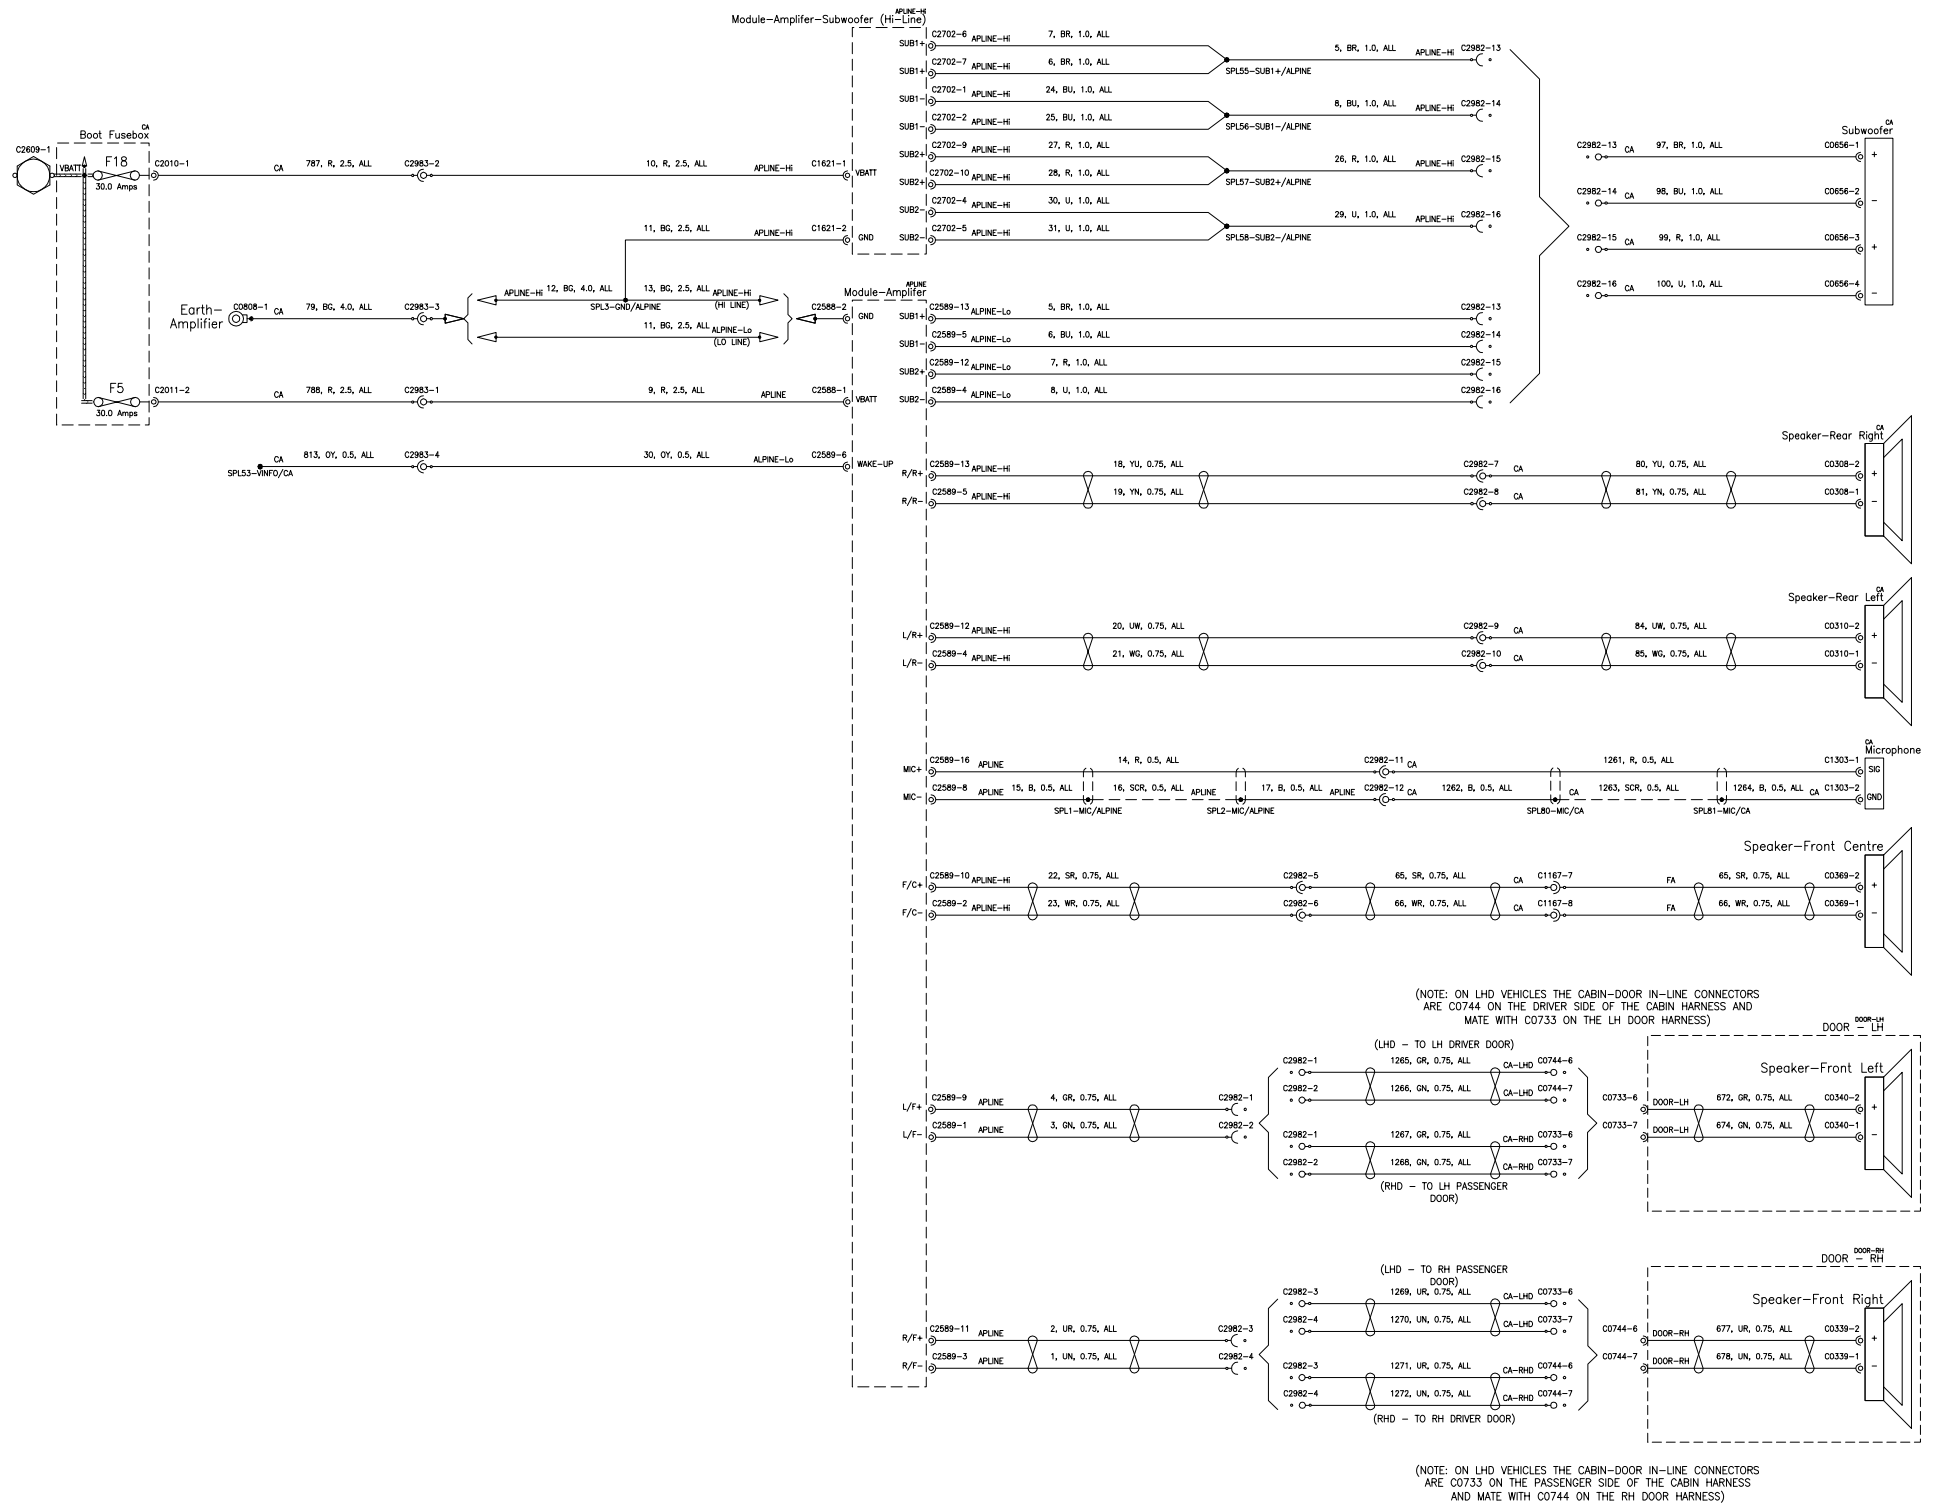 APLINE-Hi
Module-Amplifer-Subwoofer (Hi-Line)
SUB1+ C2702-6 APLINE-Hi 7, BR, 1.0, ALL
SUB1+ C2702-7 APLINE-Hi 6, BR, 1.0, ALL
SPL55-SUB1+/ALPINE
5, BR, 1.0, ALL APLINE-Hi C2982-13
SUB1- C2702-1 APLINE-Hi 24, BU, 1.0, ALL
SUB1- C2702-2 APLINE-Hi 25, BU, 1.0, ALL
SPL56-SUB1-/ALPINE
8, BU, 1.0, ALL APLINE-Hi C2982-14
SUB2+ C2702-9 APLINE-Hi 27, R, 1.0, ALL
SUB2+ C2702-10 APLINE-Hi 28, R, 1.0, ALL
SPL57-SUB2+/ALPINE
26, R, 1.0, ALL APLINE-Hi C2982-15
SUB2- C2702-4 APLINE-Hi 30, U, 1.0, ALL
SUB2- C2702-5 APLINE-Hi 31, U, 1.0, ALL
SPL58-SUB2-/ALPINE
29, U, 1.0, ALL APLINE-Hi C2982-16
CA
Subwoofer
C2982-13 CA 97, BR, 1.0, ALL C0656-1 +
C2982-14 CA 98, BU, 1.0, ALL C0656-2 -
C2982-15 CA 99, R, 1.0, ALL C0656-3 +
C2982-16 CA 100, U, 1.0, ALL C0656-4 -
CA
Boot Fusebox
C2609-1
VBATT
F18
30.0 Amps
C2010-1 CA 787, R, 2.5, ALL C2983-2 10, R, 2.5, ALL APLINE-Hi C1621-1 VBATT
11, BG, 2.5, ALL APLINE-Hi C1621-2 GND
Earth-
Amplifier
C0808-1 CA 79, BG, 4.0, ALL C2983-3
APLINE-Hi 12, BG, 4.0, ALL
SPL3-GND/ALPINE
13, BG, 2.5, ALL APLINE-Hi
(HI LINE)
11, BG, 2.5, ALL ALPINE-Lo
(LO LINE)
C2588-2 GND
F5
30.0 Amps
C2011-2 CA 788, R, 2.5, ALL C2983-1 9, R, 2.5, ALL APLINE C2588-1 VBATT
SPL53-VINFO/CA
CA 813, OY, 0.5, ALL C2983-4 30, OY, 0.5, ALL ALPINE-Lo C2589-6 WAKE-UP
APLINE
Module-Amplifer
SUB1+ C2589-13 ALPINE-Lo 5, BR, 1.0, ALL C2982-13
SUB1- C2589-5 ALPINE-Lo 6, BU, 1.0, ALL C2982-14
SUB2+ C2589-12 ALPINE-Lo 7, R, 1.0, ALL C2982-15
SUB2- C2589-4 ALPINE-Lo 8, U, 1.0, ALL C2982-16
CA
Speaker-Rear Right
R/R+ C2589-13 APLINE-Hi 18, YU, 0.75, ALL C2982-7 CA 80, YU, 0.75, ALL C0308-2 +
R/R- C2589-5 APLINE-Hi 19, YN, 0.75, ALL C2982-8 CA 81, YN, 0.75, ALL C0308-1 -
CA
Speaker-Rear Left
L/R+ C2589-12 APLINE-Hi 20, UW, 0.75, ALL C2982-9 CA 84, UW, 0.75, ALL C0310-2 +
L/R- C2589-4 APLINE-Hi 21, WG, 0.75, ALL C2982-10 CA 85, WG, 0.75, ALL C0310-1 -
CA
Microphone
MIC+ C2589-16 APLINE 14, R, 0.5, ALL C2982-11 CA 1261, R, 0.5, ALL C1303-1 SIG
MIC- C2589-8 APLINE 15, B, 0.5, ALL 16, SCR, 0.5, ALL APLINE 17, B, 0.5, ALL APLINE C2982-12 CA 1262, B, 0.5, ALL CA 1263, SCR, 0.5, ALL 1264, B, 0.5, ALL CA C1303-2 GND
SPL1-MIC/ALPINE SPL2-MIC/ALPINE SPL80-MIC/CA SPL81-MIC/CA
Speaker-Front Centre
F/C+ C2589-10 APLINE-Hi 22, SR, 0.75, ALL C2982-5 65, SR, 0.75, ALL CA C1167-7 FA 65, SR, 0.75, ALL C0369-2 +
F/C- C2589-2 APLINE-Hi 23, WR, 0.75, ALL C2982-6 66, WR, 0.75, ALL CA C1167-8 FA 66, WR, 0.75, ALL C0369-1 -
(NOTE: ON LHD VEHICLES THE CABIN-DOOR IN-LINE CONNECTORS
ARE C0744 ON THE DRIVER SIDE OF THE CABIN HARNESS AND
MATE WITH C0733 ON THE LH DOOR HARNESS)
DOOR-LH
DOOR - LH
(LHD - TO LH DRIVER DOOR)
C2982-1 1265, GR, 0.75, ALL CA-LHD C0744-6
C2982-2 1266, GN, 0.75, ALL CA-LHD C0744-7
Speaker-Front Left
L/F+ C2589-9 APLINE 4, GR, 0.75, ALL C2982-1
L/F- C2589-1 APLINE 3, GN, 0.75, ALL C2982-2
C0733-6 DOOR-LH 672, GR, 0.75, ALL C0340-2 +
C0733-7 DOOR-LH 674, GN, 0.75, ALL C0340-1 -
C2982-1 1267, GR, 0.75, ALL CA-RHD C0733-6
C2982-2 1268, GN, 0.75, ALL CA-RHD C0733-7
(RHD - TO LH PASSENGER
DOOR)
DOOR-RH
DOOR - RH
(LHD - TO RH PASSENGER
DOOR)
C2982-3 1269, UR, 0.75, ALL CA-LHD C0733-6
C2982-4 1270, UN, 0.75, ALL CA-LHD C0733-7
Speaker-Front Right
R/F+ C2589-11 APLINE 2, UR, 0.75, ALL C2982-3
R/F- C2589-3 APLINE 1, UN, 0.75, ALL C2982-4
C0744-6 DOOR-RH 677, UR, 0.75, ALL C0339-2 +
C0744-7 DOOR-RH 678, UN, 0.75, ALL C0339-1 -
C2982-3 1271, UR, 0.75, ALL CA-RHD C0744-6
C2982-4 1272, UN, 0.75, ALL CA-RHD C0744-7
(RHD - TO RH DRIVER DOOR)
(NOTE: ON LHD VEHICLES THE CABIN-DOOR IN-LINE CONNECTORS
ARE C0733 ON THE PASSENGER SIDE OF THE CABIN HARNESS
AND MATE WITH C0744 ON THE RH DOOR HARNESS)